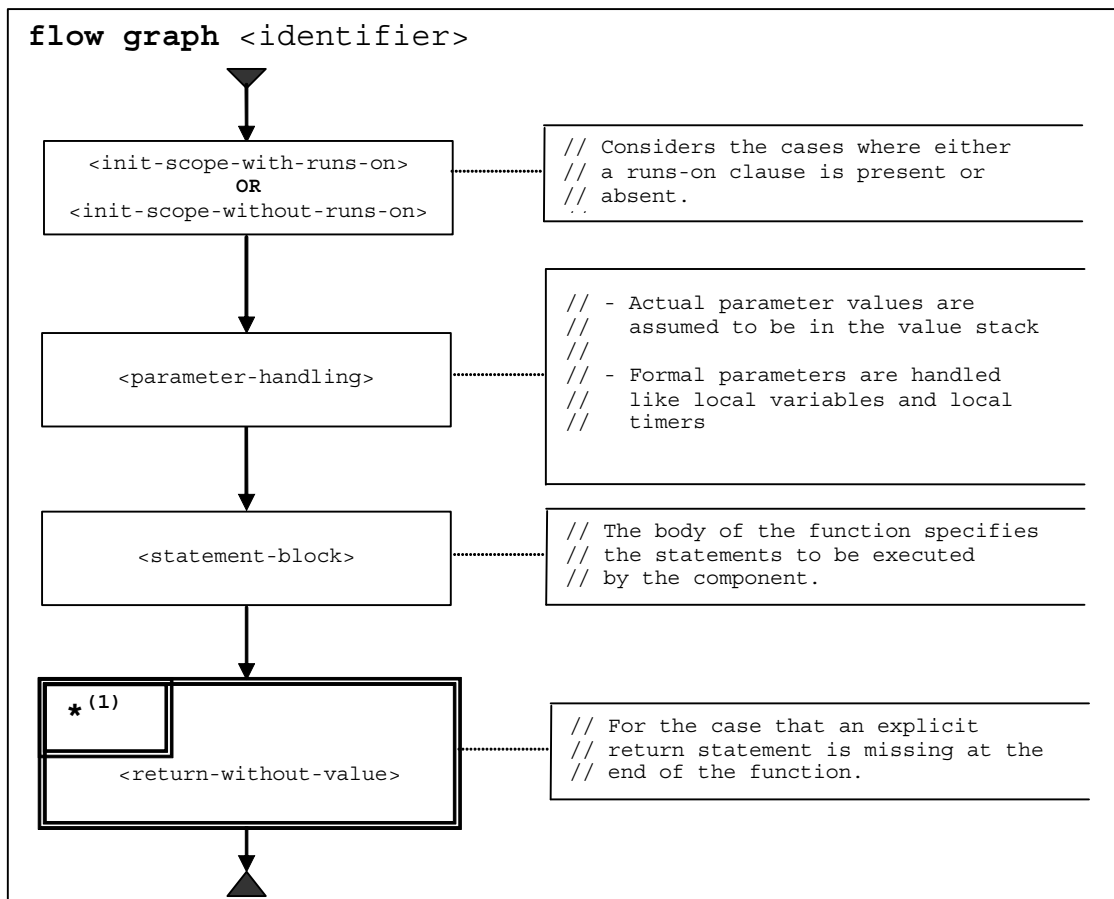 flow graph <identifier>
<init-scope-with-runs-on>
OR
<init-scope-without-runs-on>
// Considers the cases where either
// a runs-on clause is present or
// absent.
//
<parameter-handling>
// - Actual parameter values are
// assumed to be in the value stack
//
// - Formal parameters are handled
// like local variables and local
// timers
<statement-block>
// The body of the function specifies
// the statements to be executed
// by the component.
*(1)
<return-without-value>
// For the case that an explicit
// return statement is missing at the
// end of the function.